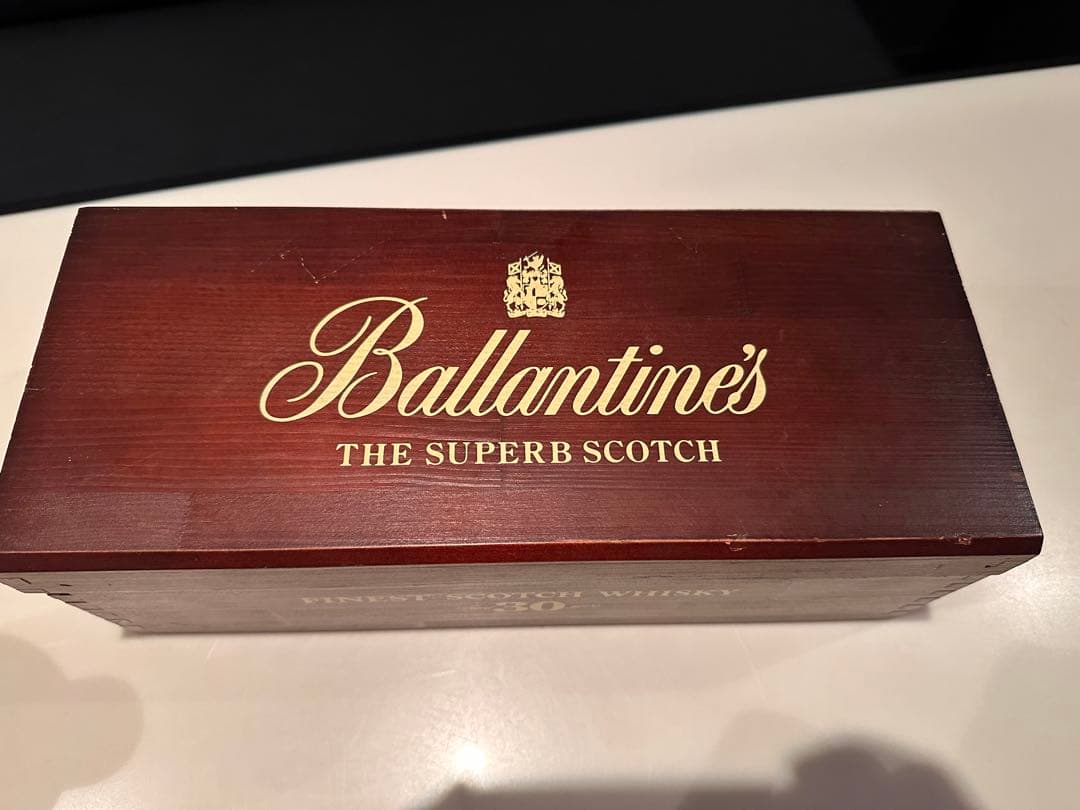 Ballantine's
THE SUPERB SCOTCH
FINEST SCOTCH WHISKY
30